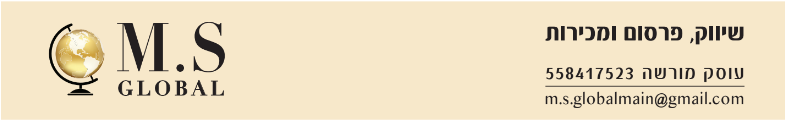 M.S
GLOBAL
שיווק, פרסום ומכירות
עוסק מורשה 558417523
m.s.globalmain@gmail.com